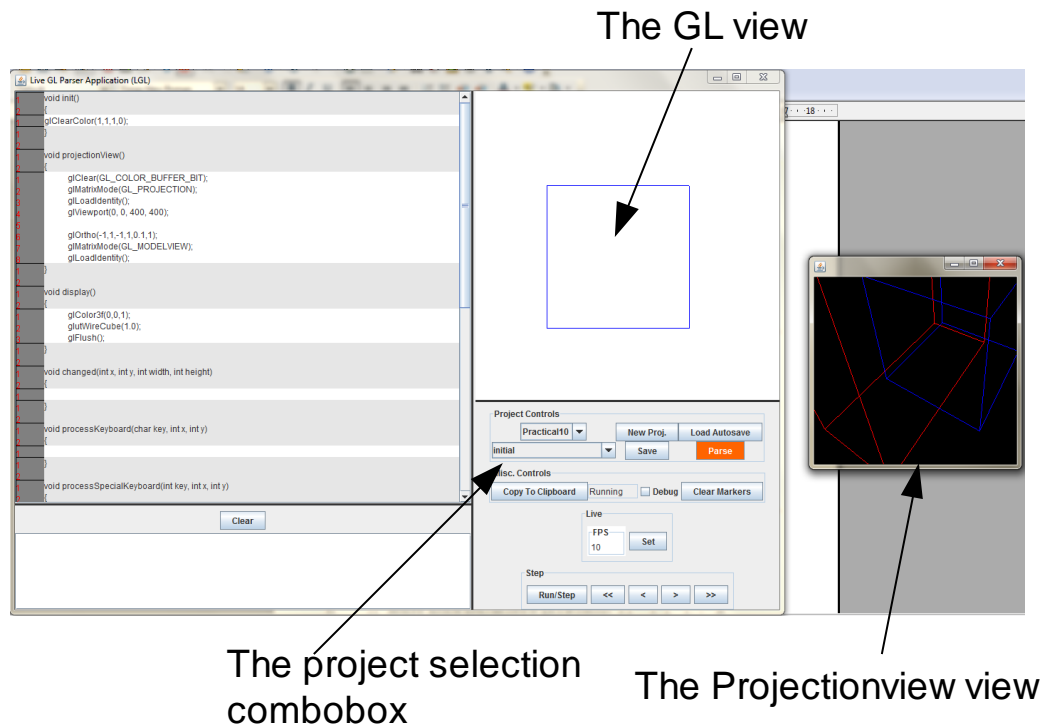 The GL view
Live GL Parser Application (LGL)
void init()
{
glClearColor(1,1,1,0);
}
void projectionView()
{
glClear(GL_COLOR_BUFFER_BIT);
glMatrixMode(GL_PROJECTION);
glLoadIdentity();
glViewport(0, 0, 400, 400);
glOrtho(-1,1,-1,1,0.1,1);
glMatrixMode(GL_MODELVIEW);
glLoadIdentity();
}
void display()
{
glColor3f(0,0,1);
glutWireCube(1.0);
glFlush();
}
void changed(int x, int y, int width, int height)
{
}
void processKeyboard(char key, int x, int y)
{
}
void processSpecialKeyboard(int key, int x, int y)
{
Clear
Project Controls
Practical10
New Proj.
Load Autosave
initial
Save
Parse
Misc. Controls
Copy To Clipboard
Running
Debug
Clear Markers
Live
FPS
10
Set
Step
Run/Step
<<
<
>
>>
18
The project selection
combobox
The Projectionview view